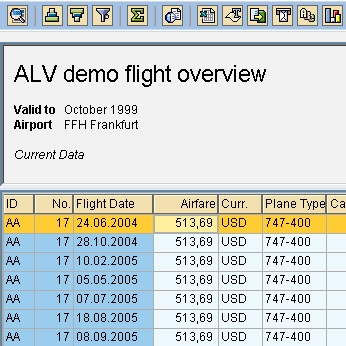 ALV demo flight overview
Valid to October 1999
Airport FFH Frankfurt
Current Data
ID No. Flight Date Airfare Curr. Plane Type Ca
AA 17 24.06.2004 513,69 USD 747-400
AA 17 28.10.2004 513,69 USD 747-400
AA 17 10.02.2005 513,69 USD 747-400
AA 17 05.05.2005 513,69 USD 747-400
AA 17 07.07.2005 513,69 USD 747-400
AA 17 18.08.2005 513,69 USD 747-400
AA 17 08.09.2005 513,69 USD 747-400